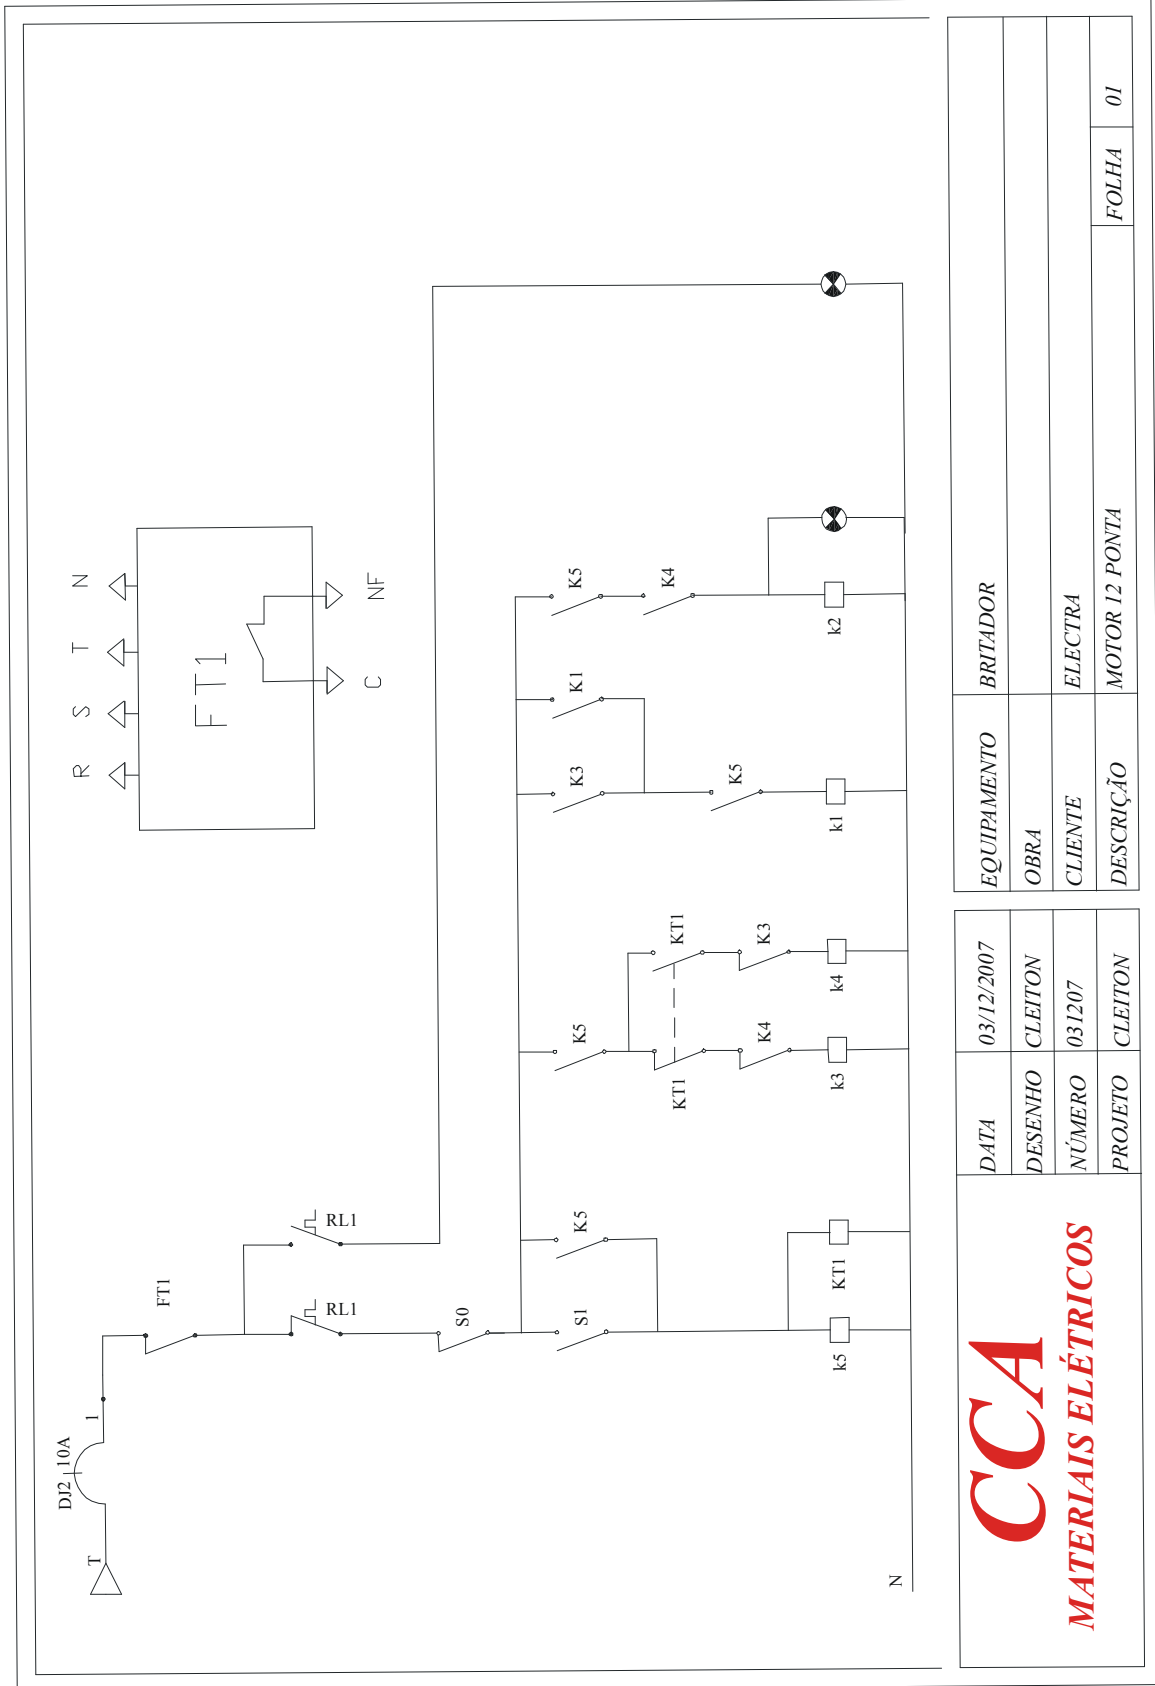 T
DJ2 10A
1
FT1
RL1
RL1
S0
S1
K5
k5
KT1
K5
KT1
KT1
K4
K3
k3
k4
K3
K1
K5
k1
K5
K4
k2
N
R S T N
FT1
C NF
CCA
MATERIAIS ELÉTRICOS
DATA 03/12/2007
DESENHO CLEITON
NÚMERO 031207
PROJETO CLEITON
EQUIPAMENTO BRITADOR
OBRA
CLIENTE ELECTRA
DESCRIÇÃO MOTOR 12 PONTA FOLHA 01